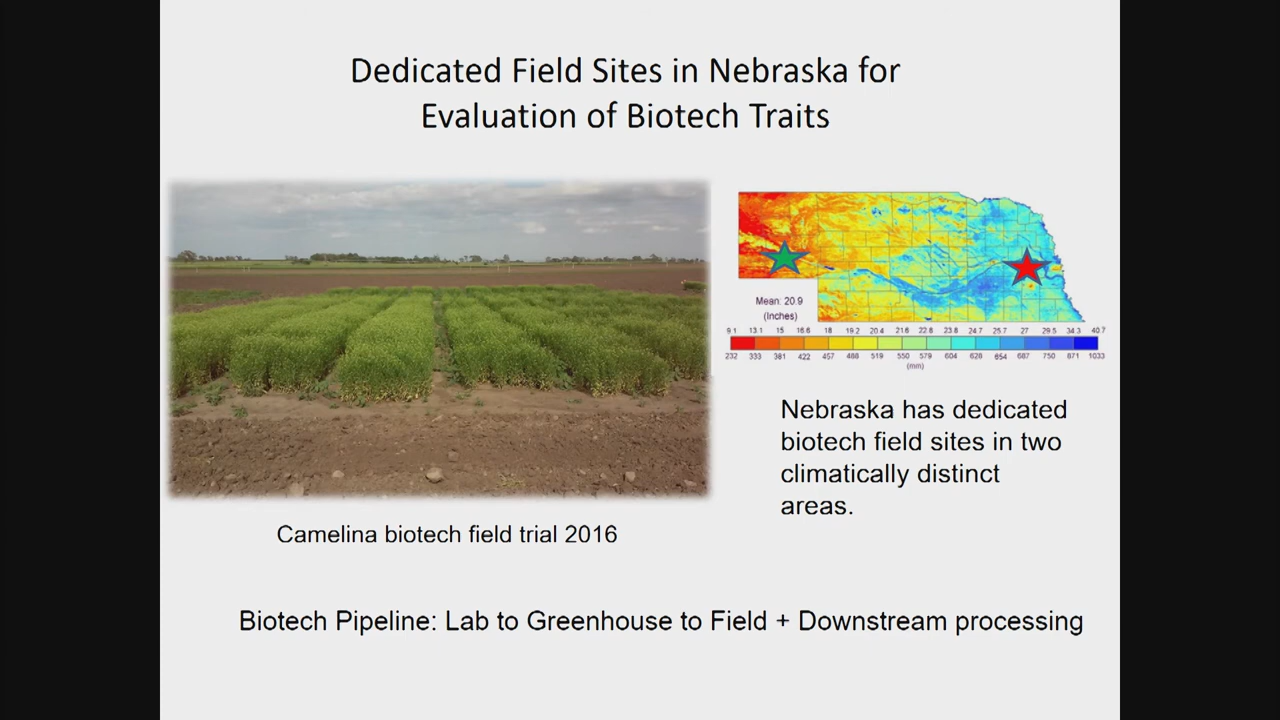 Dedicated Field Sites in Nebraska for
Evaluation of Biotech Traits
Mean: 20.9
(Inches)
9.1 13.1 15 16.6 18 19.2 20.4 21.6 22.8 23.8 24.7 25.7 27 29.5 34.3 40.7
232 333 381 422 457 488 519 550 579 604 628 654 687 750 871 1033
(mm)
Nebraska has dedicated
biotech field sites in two
climatically distinct
areas.
Camelina biotech field trial 2016
Biotech Pipeline: Lab to Greenhouse to Field + Downstream processing